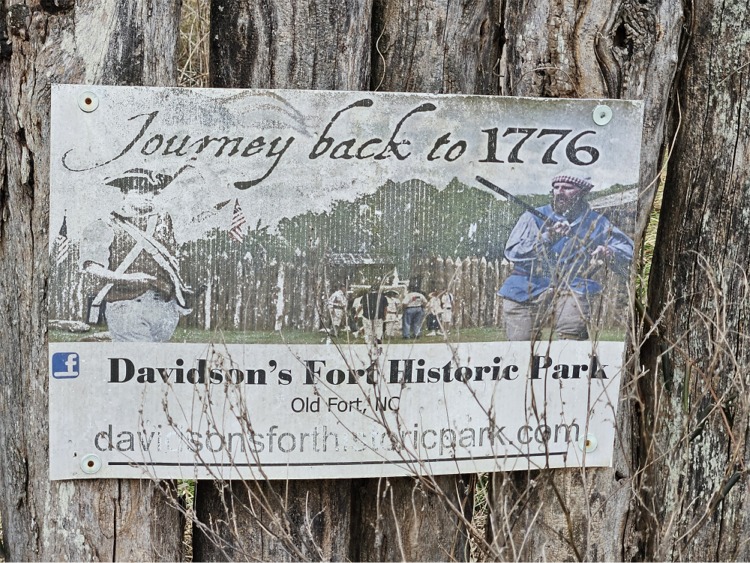 Journey back to 1776
f
Davidson's Fort Historic Park
Old Fort, NC
davidsonsforthistoricpark.com